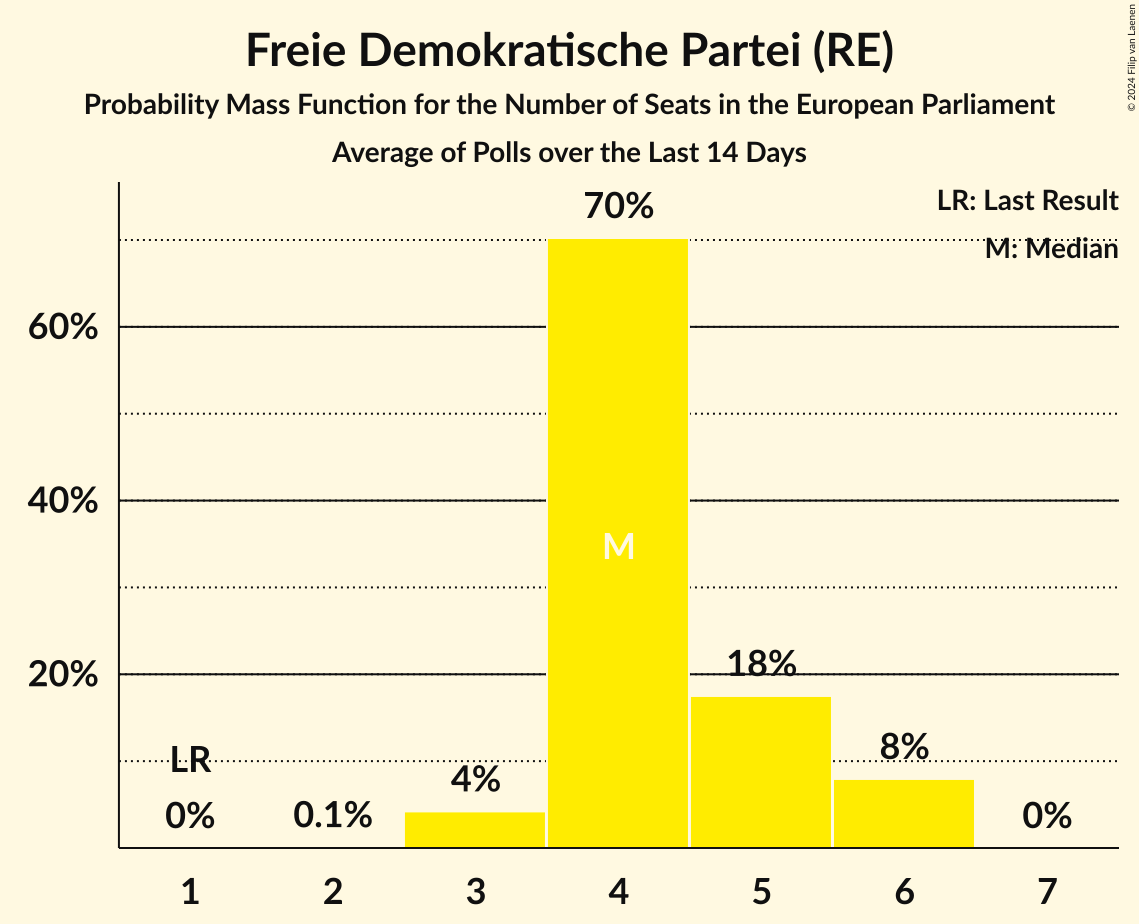 Freie Demokratische Partei (RE)
Probability Mass Function for the Number of Seats in the European Parliament
Average of Polls over the Last 14 Days
© 2024 Filip van Laenen
LR: Last Result
M: Median
70%
60%
40%
20%
M
18%
8%
4%
LR
0%
0.1%
0%
1 2 3 4 5 6 7